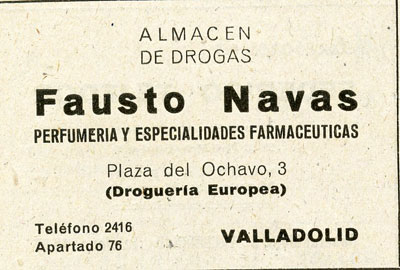 ALMACEN
DE DROGAS
Fausto Navas
PERFUMERIA Y ESPECIALIDADES FARMACEUTICAS
Plaza del Ochavo, 3
(Droguería Europea)
Teléfono 2416
Apartado 76
VALLADOLID